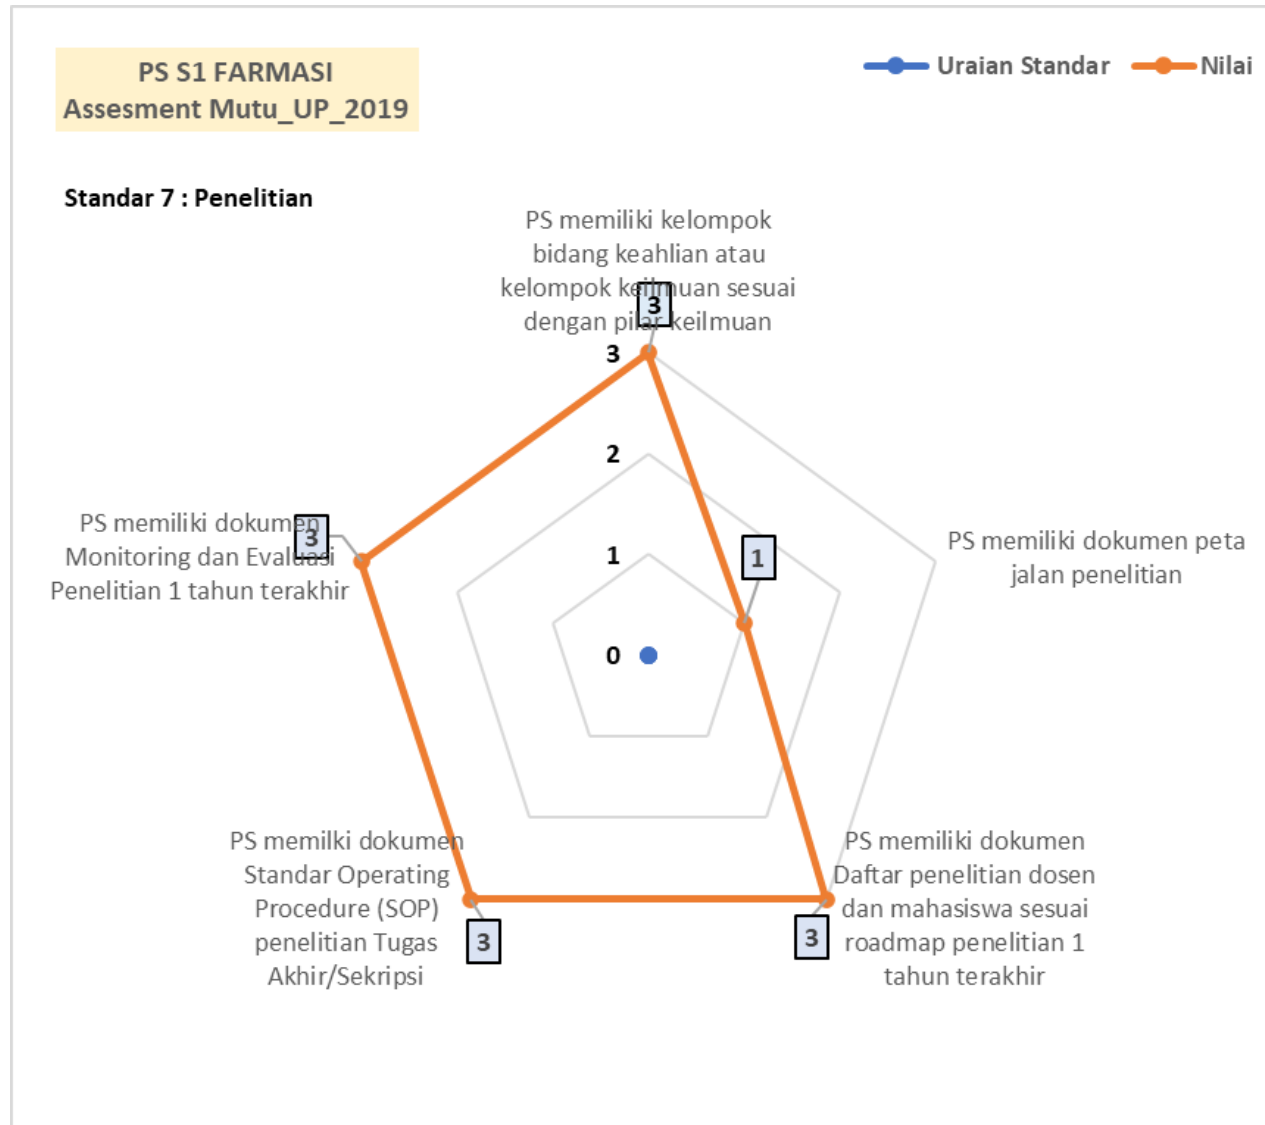 PS S1 FARMASI
Assesment Mutu_UP_2019
Uraian Standar
Nilai
Standar 7 : Penelitian
PS memiliki kelompok
bidang keahlian atau
kelompok keilmuan sesuai
dengan pilar keilmuan
3
3
2
1
0
1
PS memiliki dokumen peta
jalan penelitian
PS memiliki dokumen
Daftar penelitian dosen
dan mahasiswa sesuai
roadmap penelitian 1
tahun terakhir
3
PS memilki dokumen
Standar Operating
Procedure (SOP)
penelitian Tugas
Akhir/Sekripsi
3
PS memiliki dokumen
Monitoring dan Evaluasi
Penelitian 1 tahun terakhir
3